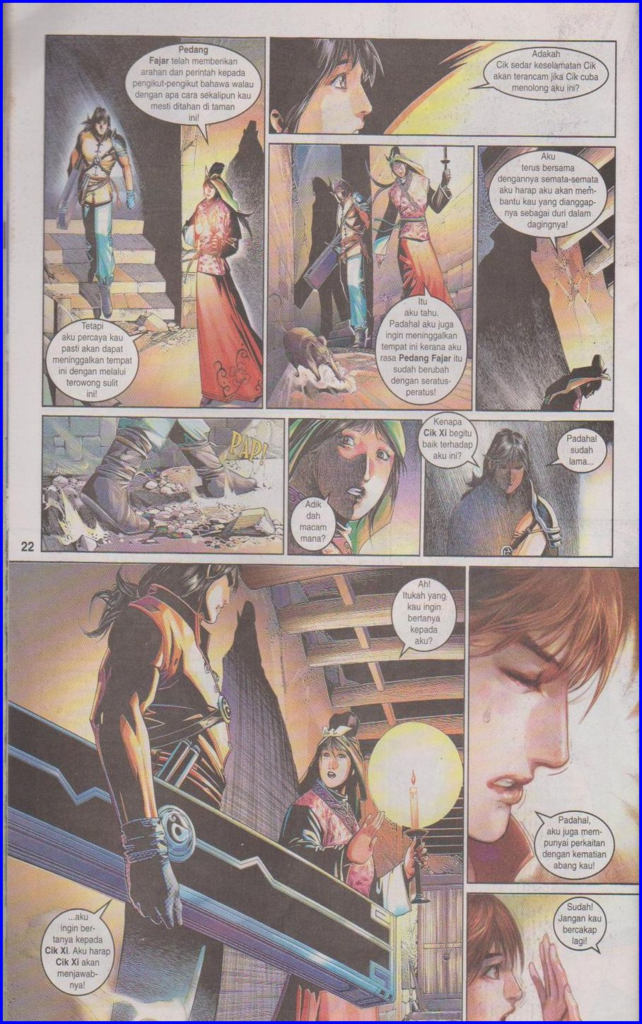 Pedang
Fajar telah memberikan
arahan dan perintah kepada
pengikut-pengikut bahawa walau
dengan apa cara sekalipun kau
mesti ditahan di taman
ini!
Tetapi
aku percaya kau
pasti akan dapat
meninggalkan tempat
ini dengan melalui
terowong sulit
ini!
Adakah
Cik sedar keselamatan Cik
akan terancam jika Cik cuba
menolong aku ini?
Itu
aku tahu.
Padahal aku juga
ingin meninggalkan
tempat ini kerana aku
rasa Pedang Fajar itu
sudah berubah
dengan seratus-
peratus!
Aku
terus bersama
dengannya semata-semata
aku harap aku akan mem-
bantu kau yang dianggap-
nya sebagai duri dalam
dagingnya!
PAP!
Adik
dah
macam
mana?
Kenapa
Cik Xi begitu
baik terhadap
aku ini?
Padahal
sudah
lama...
22
Ah!
Itukah yang
kau ingin
bertanya
kepada
aku?
...aku
ingin ber-
tanya kepada
Cik Xi. Aku harap
Cik Xi akan
menjawab-
nya!
Padahal,
aku juga mem-
punyai perkaitan
dengan kematian
abang kau!
Sudah!
Jangan kau
bercakap
lagi!